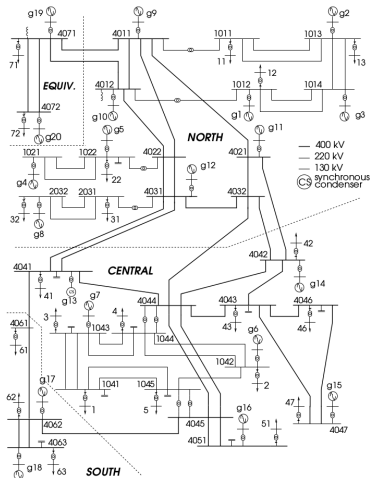 g19 g9 g2
4071 4011 1011 1013
71 11 13
EQUIV. 4012 1012 12 1014
4072
72 g20 g10 g1 g3
g5 NORTH g11
1021 1022 4022 4021
g4 22 g12
2032 2031 4031 4032
32 g8 31
400 kV
220 kV
130 kV
CS synchronous
condenser
42
4042
4041 CENTRAL g14
41 g13 g7
3 4 4044 4043 4046
4061 1043 1044 43 g6 46
61 1042
g17 1041 1045 2
62 1 5 g16 47 g15
4062 4045 51 4047
4063 4051
g18 63 SOUTH